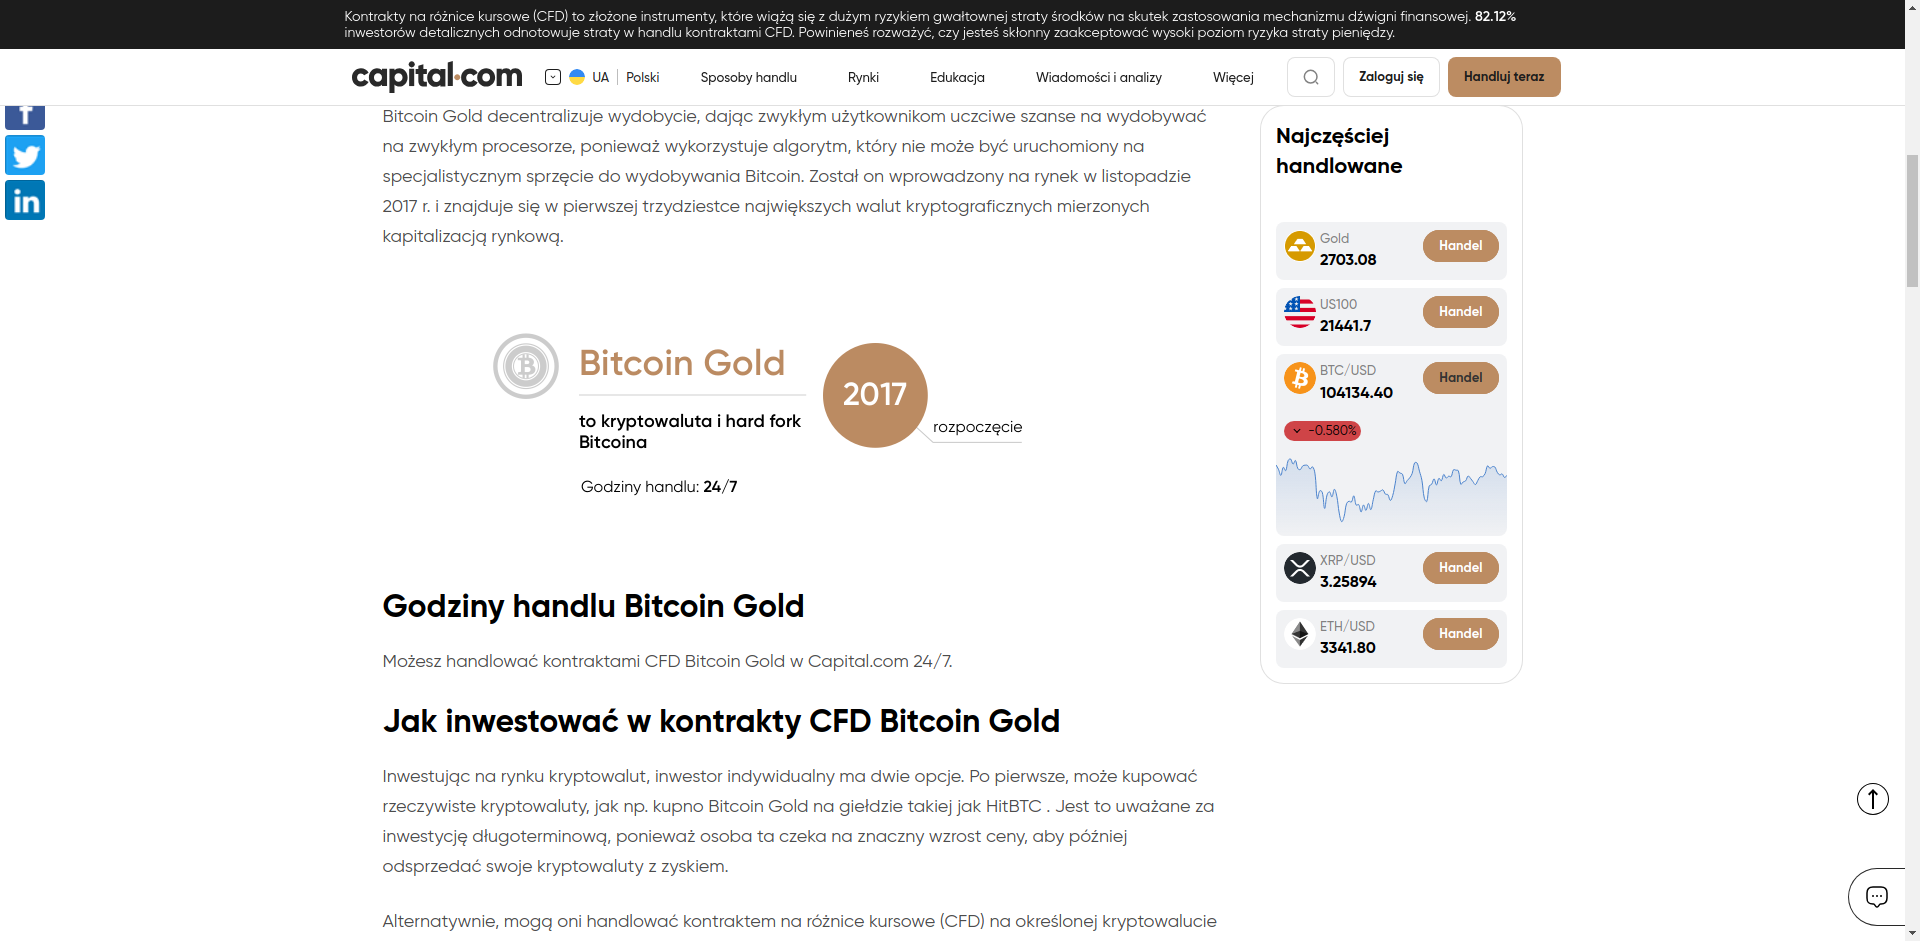 Kontrakty na różnice kursowe (CFD) to złożone instrumenty, które wiążą się z dużym ryzykiem gwałtownej straty środków na skutek zastosowania mechanizmu dźwigni finansowej. 82.12%
inwestorów detalicznych odnotowuje straty w handlu kontraktami CFD. Powinieneś rozważyć, czy jesteś skłonny zaakceptować wysoki poziom ryzyka straty pieniędzy.
capital.com
UA
Polski
Sposoby handlu
Rynki
Edukacja
Wiadomości i analizy
Więcej
Zaloguj się
Handluj teraz
f
in
Bitcoin Gold decentralizuje wydobycie, dając zwykłym użytkownikom uczciwe szanse na wydobywać
na zwykłym procesorze, ponieważ wykorzystuje algorytm, który nie może być uruchomiony na
specjalistycznym sprzęcie do wydobywania Bitcoin. Został on wprowadzony na rynek w listopadzie
2017 r. i znajduje się w pierwszej trzydziestce największych walut kryptograficznych mierzonych
kapitalizacją rynkową.
Bitcoin Gold
to kryptowaluta i hard fork
Bitcoina
Godziny handlu: 24/7
2017
rozpoczęcie
Godziny handlu Bitcoin Gold
Możesz handlować kontraktami CFD Bitcoin Gold w Capital.com 24/7.
Jak inwestować w kontrakty CFD Bitcoin Gold
Inwestując na rynku kryptowalut, inwestor indywidualny ma dwie opcje. Po pierwsze, może kupować
rzeczywiste kryptowaluty, jak np. kupno Bitcoin Gold na giełdzie takiej jak HitBTC . Jest to uważane za
inwestycję długoterminową, ponieważ osoba ta czeka na znaczny wzrost ceny, aby później
odsprzedać swoje kryptowaluty z zyskiem.
Alternatywnie, mogą oni handlować kontraktem na różnice kursowe (CFD) na określonej kryptowalucie
Najczęściej
handlowane
Gold
2703.08
Handel
US100
21441.7
Handel
BTC/USD
104134.40
Handel
-0.580%
XRP/USD
3.25894
Handel
ETH/USD
3341.80
Handel